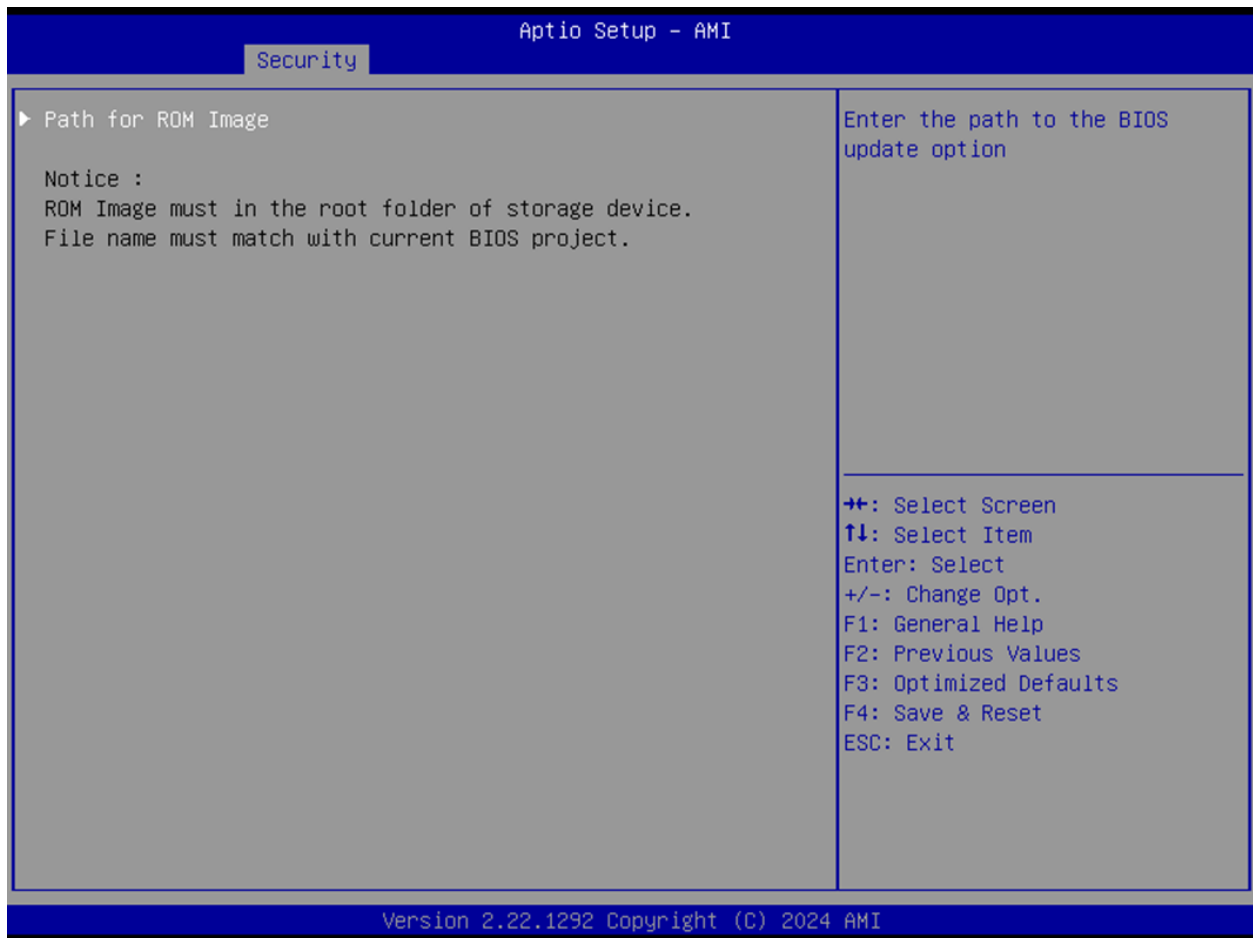 Aptio Setup – AMI
Security
▶ Path for ROM Image
Notice :
ROM Image must in the root folder of storage device.
File name must match with current BIOS project.
Enter the path to the BIOS
update option
→←: Select Screen
↑↓: Select Item
Enter: Select
+/-: Change Opt.
F1: General Help
F2: Previous Values
F3: Optimized Defaults
F4: Save & Reset
ESC: Exit
Version 2.22.1292 Copyright (C) 2024 AMI